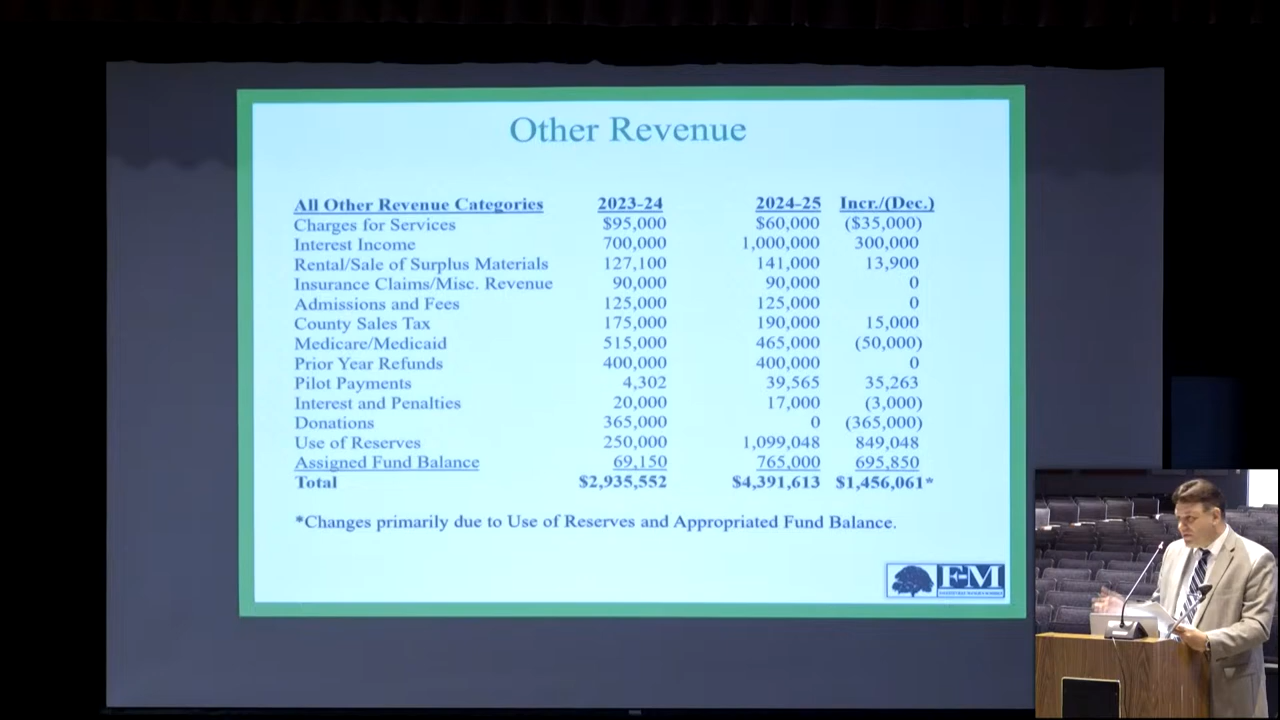 Other Revenue
All Other Revenue Categories 2023-24 2024-25 Incr./(Dec.)
Charges for Services $95,000 $60,000 ($35,000)
Interest Income 700,000 1,000,000 300,000
Rental/Sale of Surplus Materials 127,100 141,000 13,900
Insurance Claims/Misc. Revenue 90,000 90,000 0
Admissions and Fees 125,000 125,000 0
County Sales Tax 175,000 190,000 15,000
Medicare/Medicaid 515,000 465,000 (50,000)
Prior Year Refunds 400,000 400,000 0
Pilot Payments 4,302 39,565 35,263
Interest and Penalties 20,000 17,000 (3,000)
Donations 365,000 0 (365,000)
Use of Reserves 250,000 1,099,048 849,048
Assigned Fund Balance 69,150 765,000 695,850
Total $2,935,552 $4,391,613 $1,456,061*
*Changes primarily due to Use of Reserves and Appropriated Fund Balance.
F-M